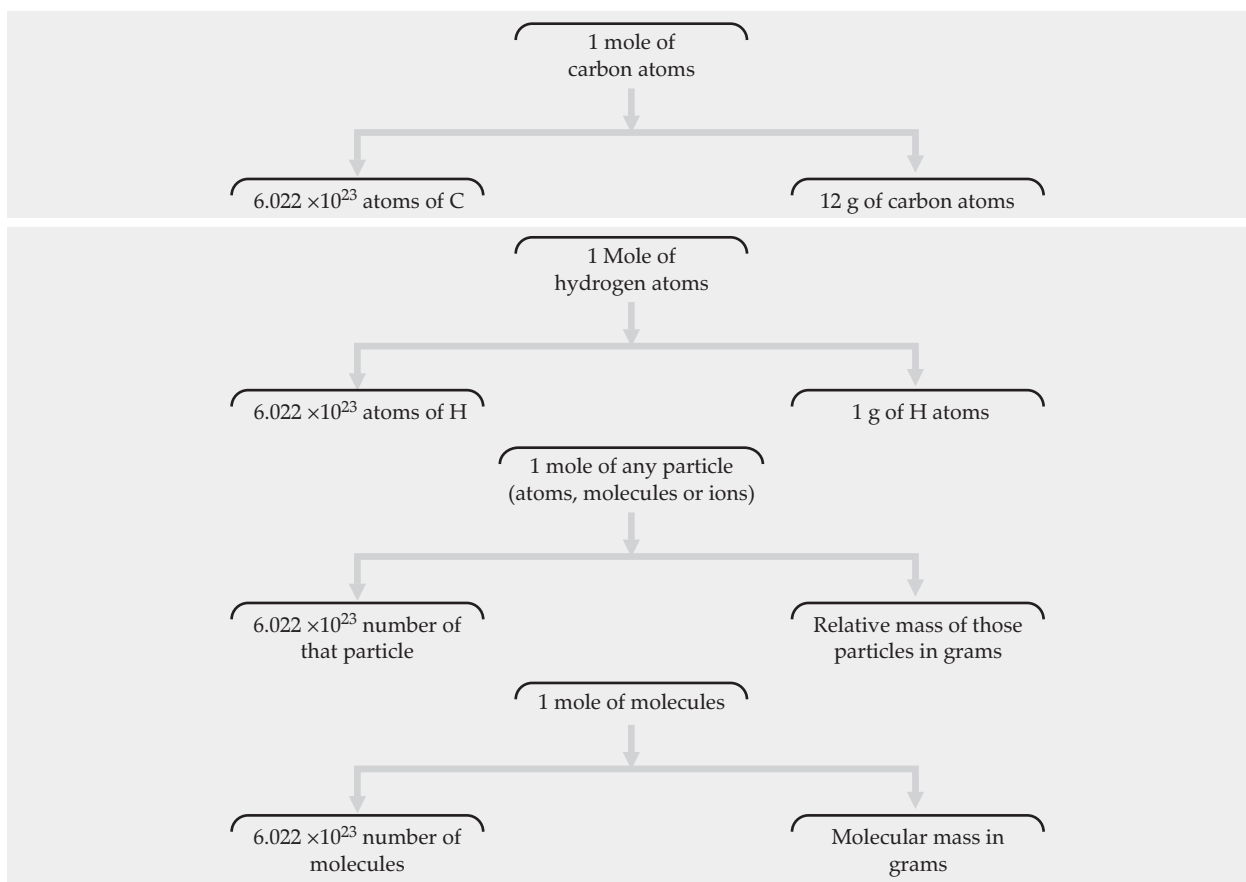 1 mole of
carbon atoms
6.022 ×10²³ atoms of C
12 g of carbon atoms
1 Mole of
hydrogen atoms
6.022 ×10²³ atoms of H
1 g of H atoms
1 mole of any particle
(atoms, molecules or ions)
6.022 ×10²³ number of
that particle
Relative mass of those
particles in grams
1 mole of molecules
6.022 ×10²³ number of
molecules
Molecular mass in
grams